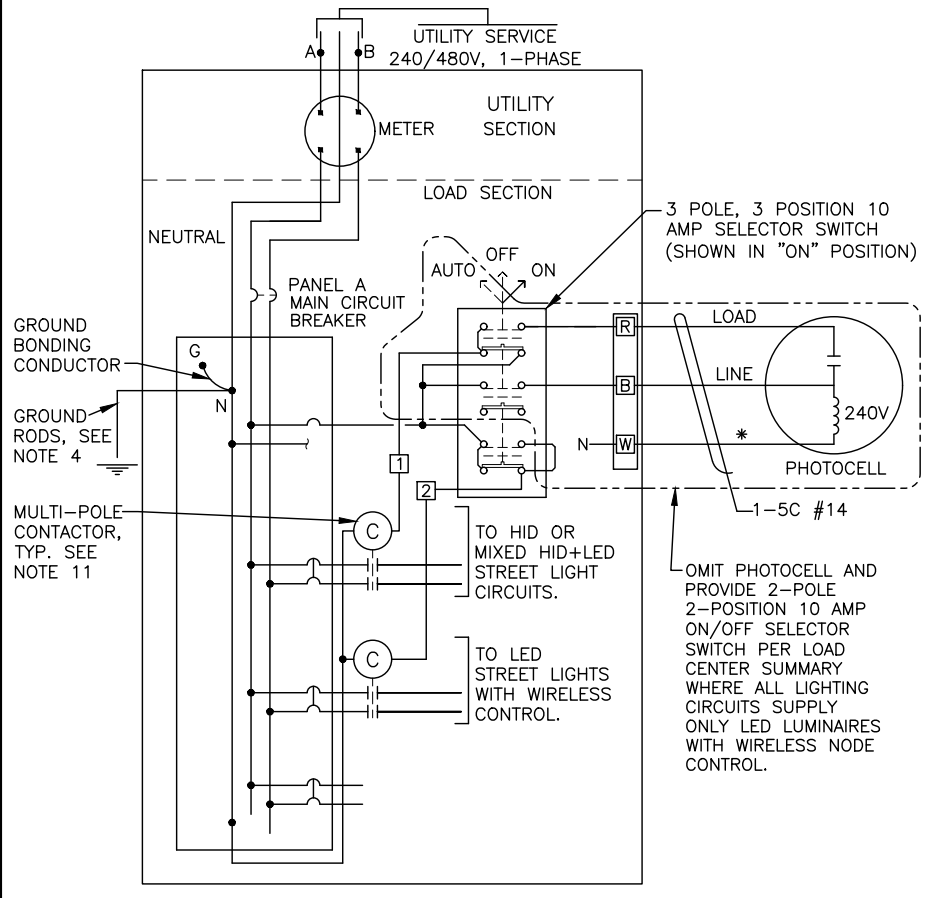 UTILITY SERVICE
240/480V, 1-PHASE
A
B
UTILITY
SECTION
METER
LOAD SECTION
NEUTRAL
3 POLE, 3 POSITION 10
AMP SELECTOR SWITCH
(SHOWN IN "ON" POSITION)
OFF
AUTO
ON
PANEL A
MAIN CIRCUIT
BREAKER
GROUND
BONDING
CONDUCTOR
G
N
R
LOAD
B
LINE
240V
N
W
*
PHOTOCELL
GROUND
RODS, SEE
NOTE 4
1
2
1-5C #14
MULTI-POLE
CONTACTOR,
TYP. SEE
NOTE 11
C
TO HID OR
MIXED HID+LED
STREET LIGHT
CIRCUITS.
C
TO LED
STREET LIGHTS
WITH WIRELESS
CONTROL.
OMIT PHOTOCELL AND
PROVIDE 2-POLE
2-POSITION 10 AMP
ON/OFF SELECTOR
SWITCH PER LOAD
CENTER SUMMARY
WHERE ALL LIGHTING
CIRCUITS SUPPLY
ONLY LED LUMINAIRES
WITH WIRELESS NODE
CONTROL.